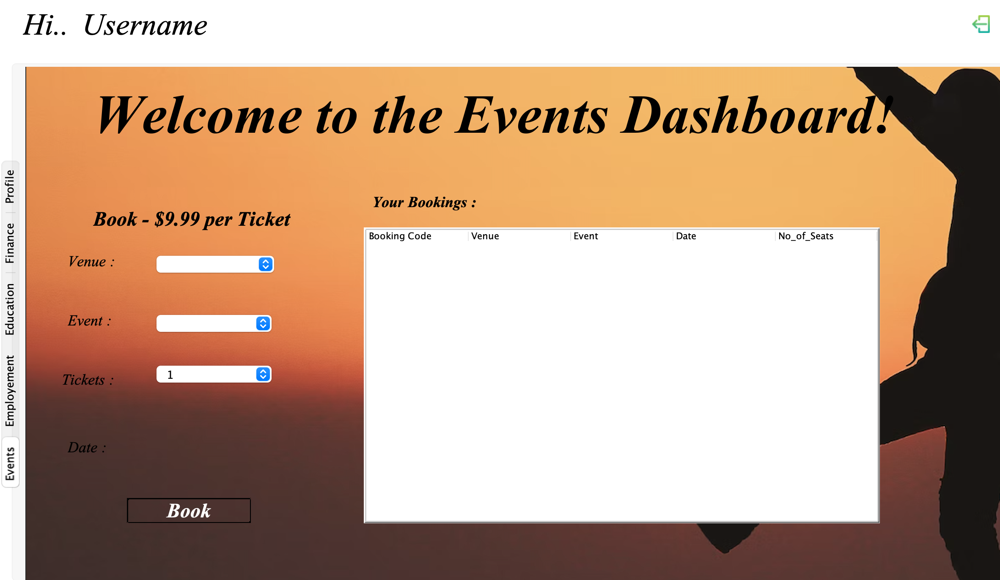 Hi..  Username
Profile
Finance
Education
Employement
Events
Welcome to the Events Dashboard!
Book - $9.99 per Ticket
Venue :
Event :
Tickets : 1
Date :
Book
Your Bookings :
Booking Code Venue Event Date No_of_Seats